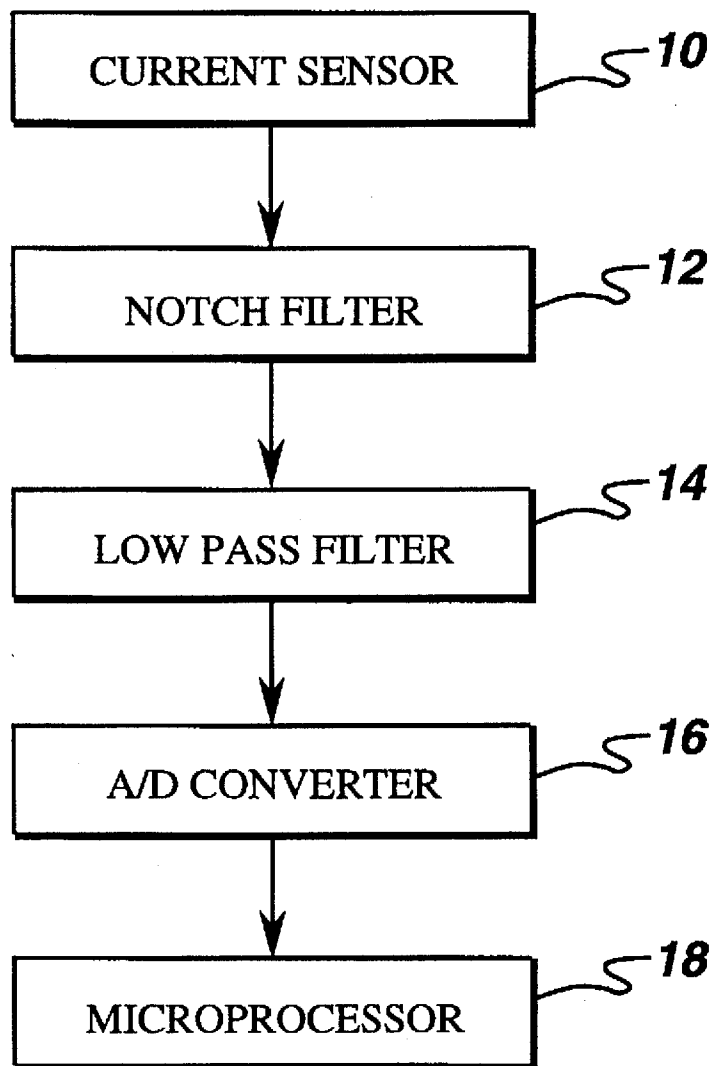 CURRENT SENSOR
10
NOTCH FILTER
12
LOW PASS FILTER
14
A/D CONVERTER
16
MICROPROCESSOR
18